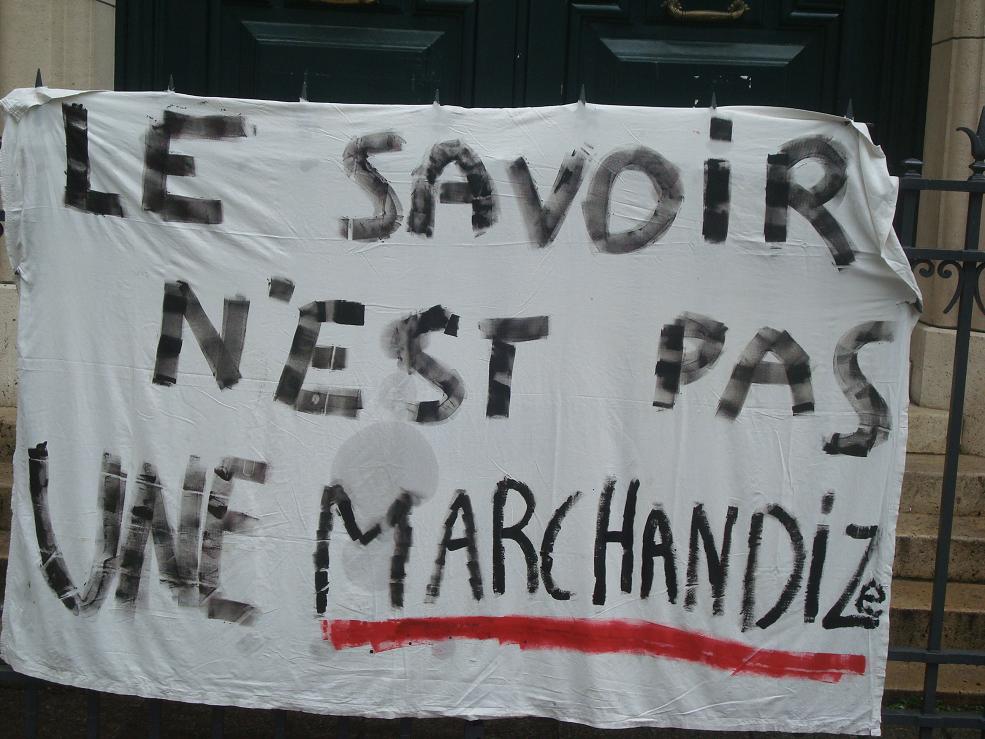 LE SAVOiR
N'EST PAS
UNE MARCHANDiZe